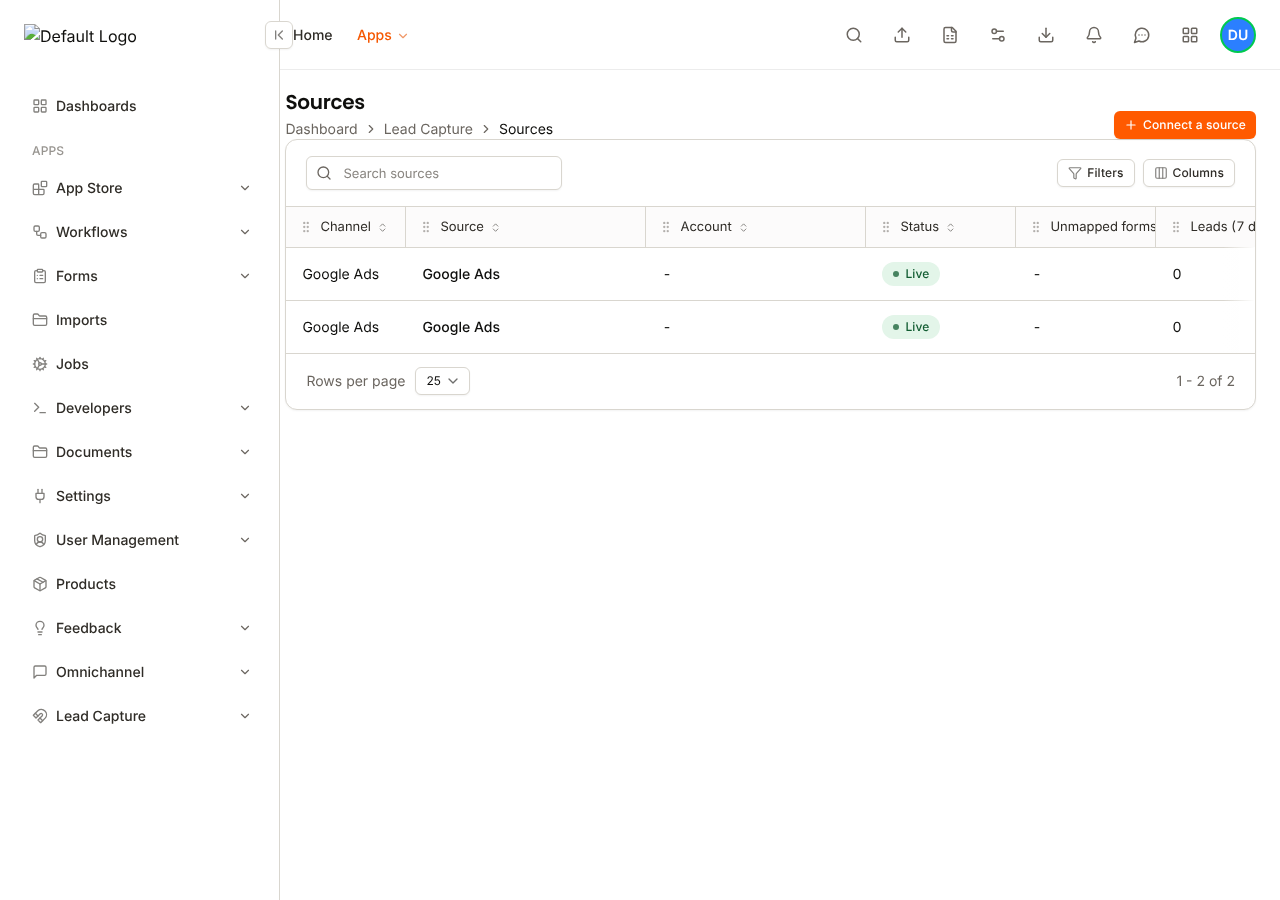 Default Logo
Home
Apps
DU
Dashboards
APPS
App Store
Workflows
Forms
Imports
Jobs
Developers
Documents
Settings
User Management
Products
Feedback
Omnichannel
Lead Capture
Sources
Dashboard
Lead Capture
Sources
Connect a source
Search sources
Filters
Columns
Channel
Source
Account
Status
Unmapped forms
Leads (7 d
Google Ads
Google Ads
-
Live
-
0
Google Ads
Google Ads
-
Live
-
0
Rows per page
25
1 - 2 of 2